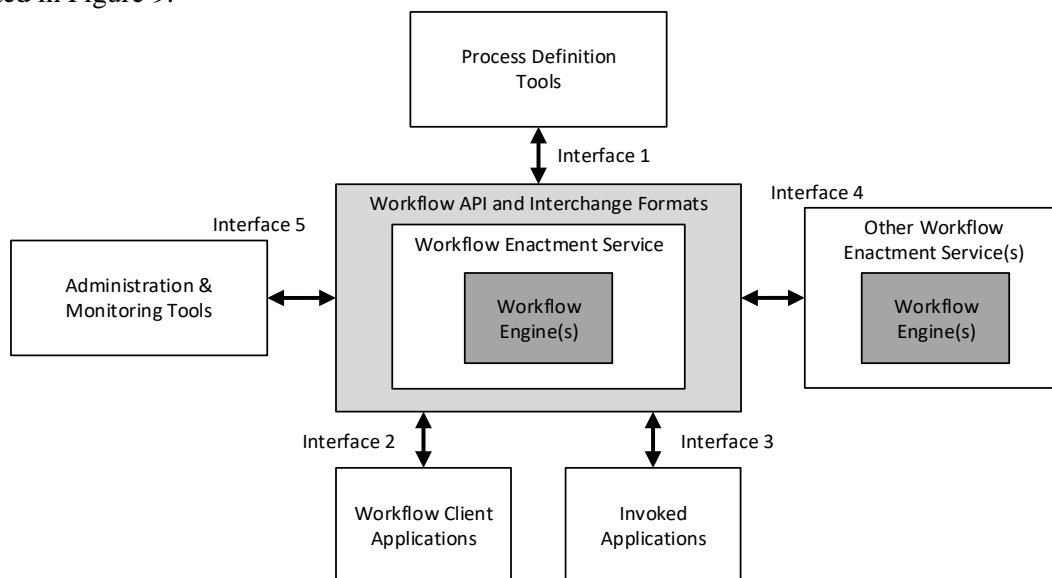 ted in Figure 9.
Process Definition
Tools
Interface 1
Workflow API and Interchange Formats
Interface 4
Interface 5
Workflow Enactment Service
Other Workflow
Enactment Service(s)
Administration &
Monitoring Tools
Workflow
Engine(s)
Workflow
Engine(s)
Interface 2
Interface 3
Workflow Client
Applications
Invoked
Applications